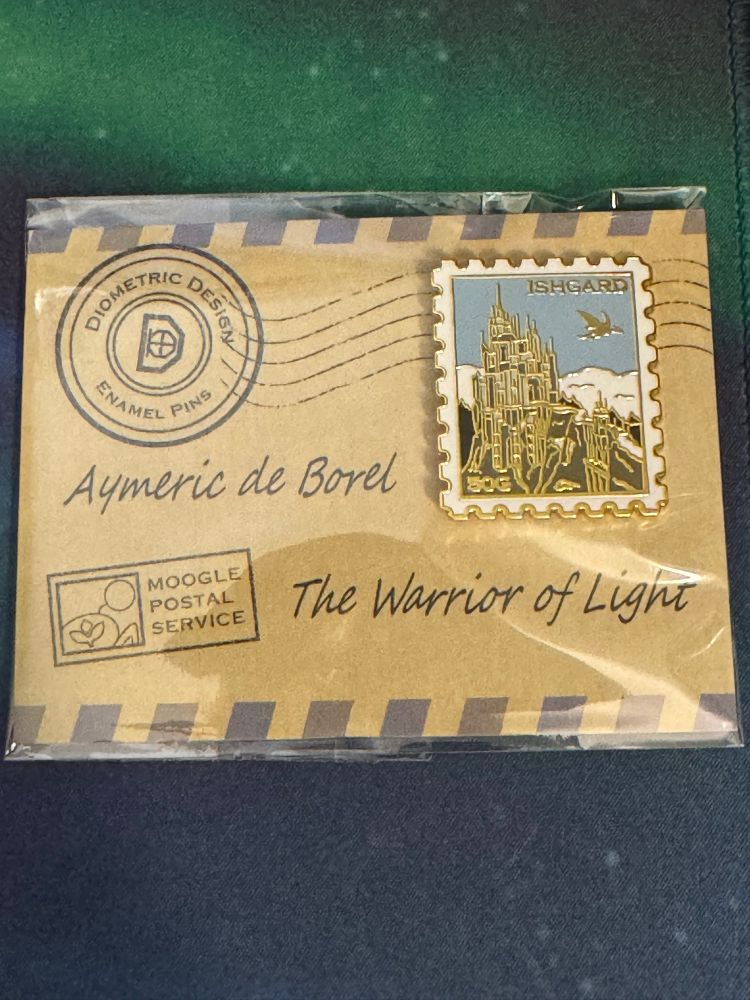 DIOMETRIC DESIGN
D
ENAMEL PINS
ISHGARD
50G
Aymeric de Borel
The Warrior of Light
MOOGLE
POSTAL
SERVICE